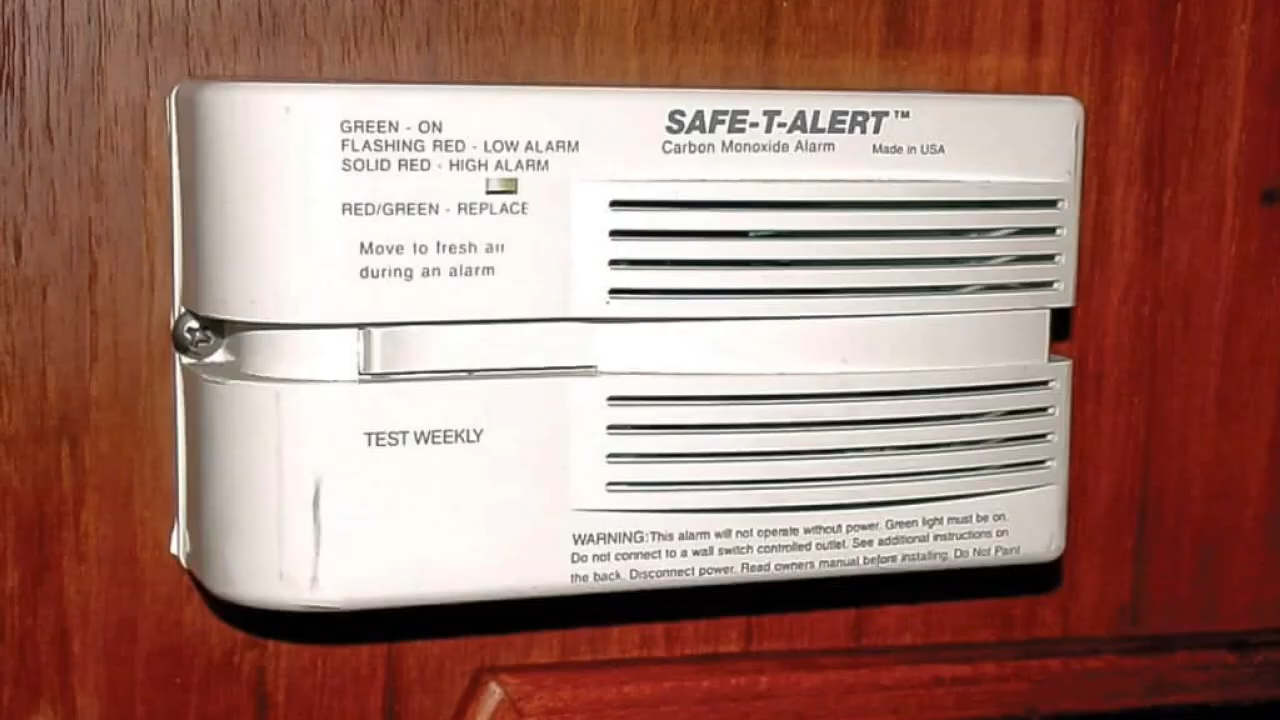 SAFE-T-ALERT™
Carbon Monoxide Alarm Made in USA
GREEN - ON
FLASHING RED - LOW ALARM
SOLID RED - HIGH ALARM
RED/GREEN - REPLACE
Move to fresh air
during an alarm
TEST WEEKLY
WARNING: This alarm will not operate without power. Green light must be on.
Do not connect to a wall switch controlled outlet. See additional instructions on
the back. Disconnect power. Read owners manual before installing. Do Not Paint